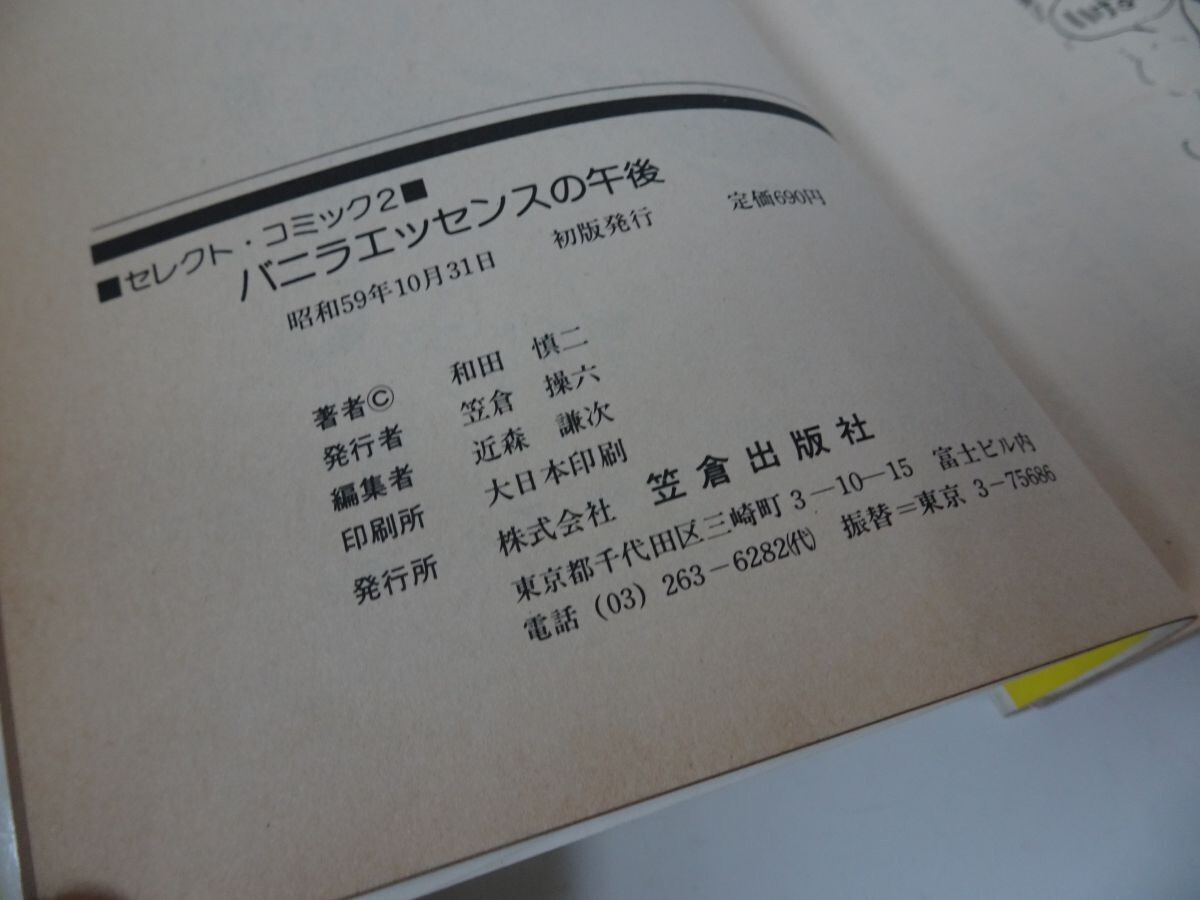 ■セレクト・コミック2■
バニラエッセンスの午後
昭和59年10月31日 初版発行 定価690円
著者© 和田 慎二
発行者 笠倉 操六
編集者 近森 謙次
印刷所 大日本印刷
発行所 株式会社 笠倉出版社
東京都千代田区三崎町3−10−15 富士ビル内
電話 (03) 263−6282㈹ 振替=東京 3−75686